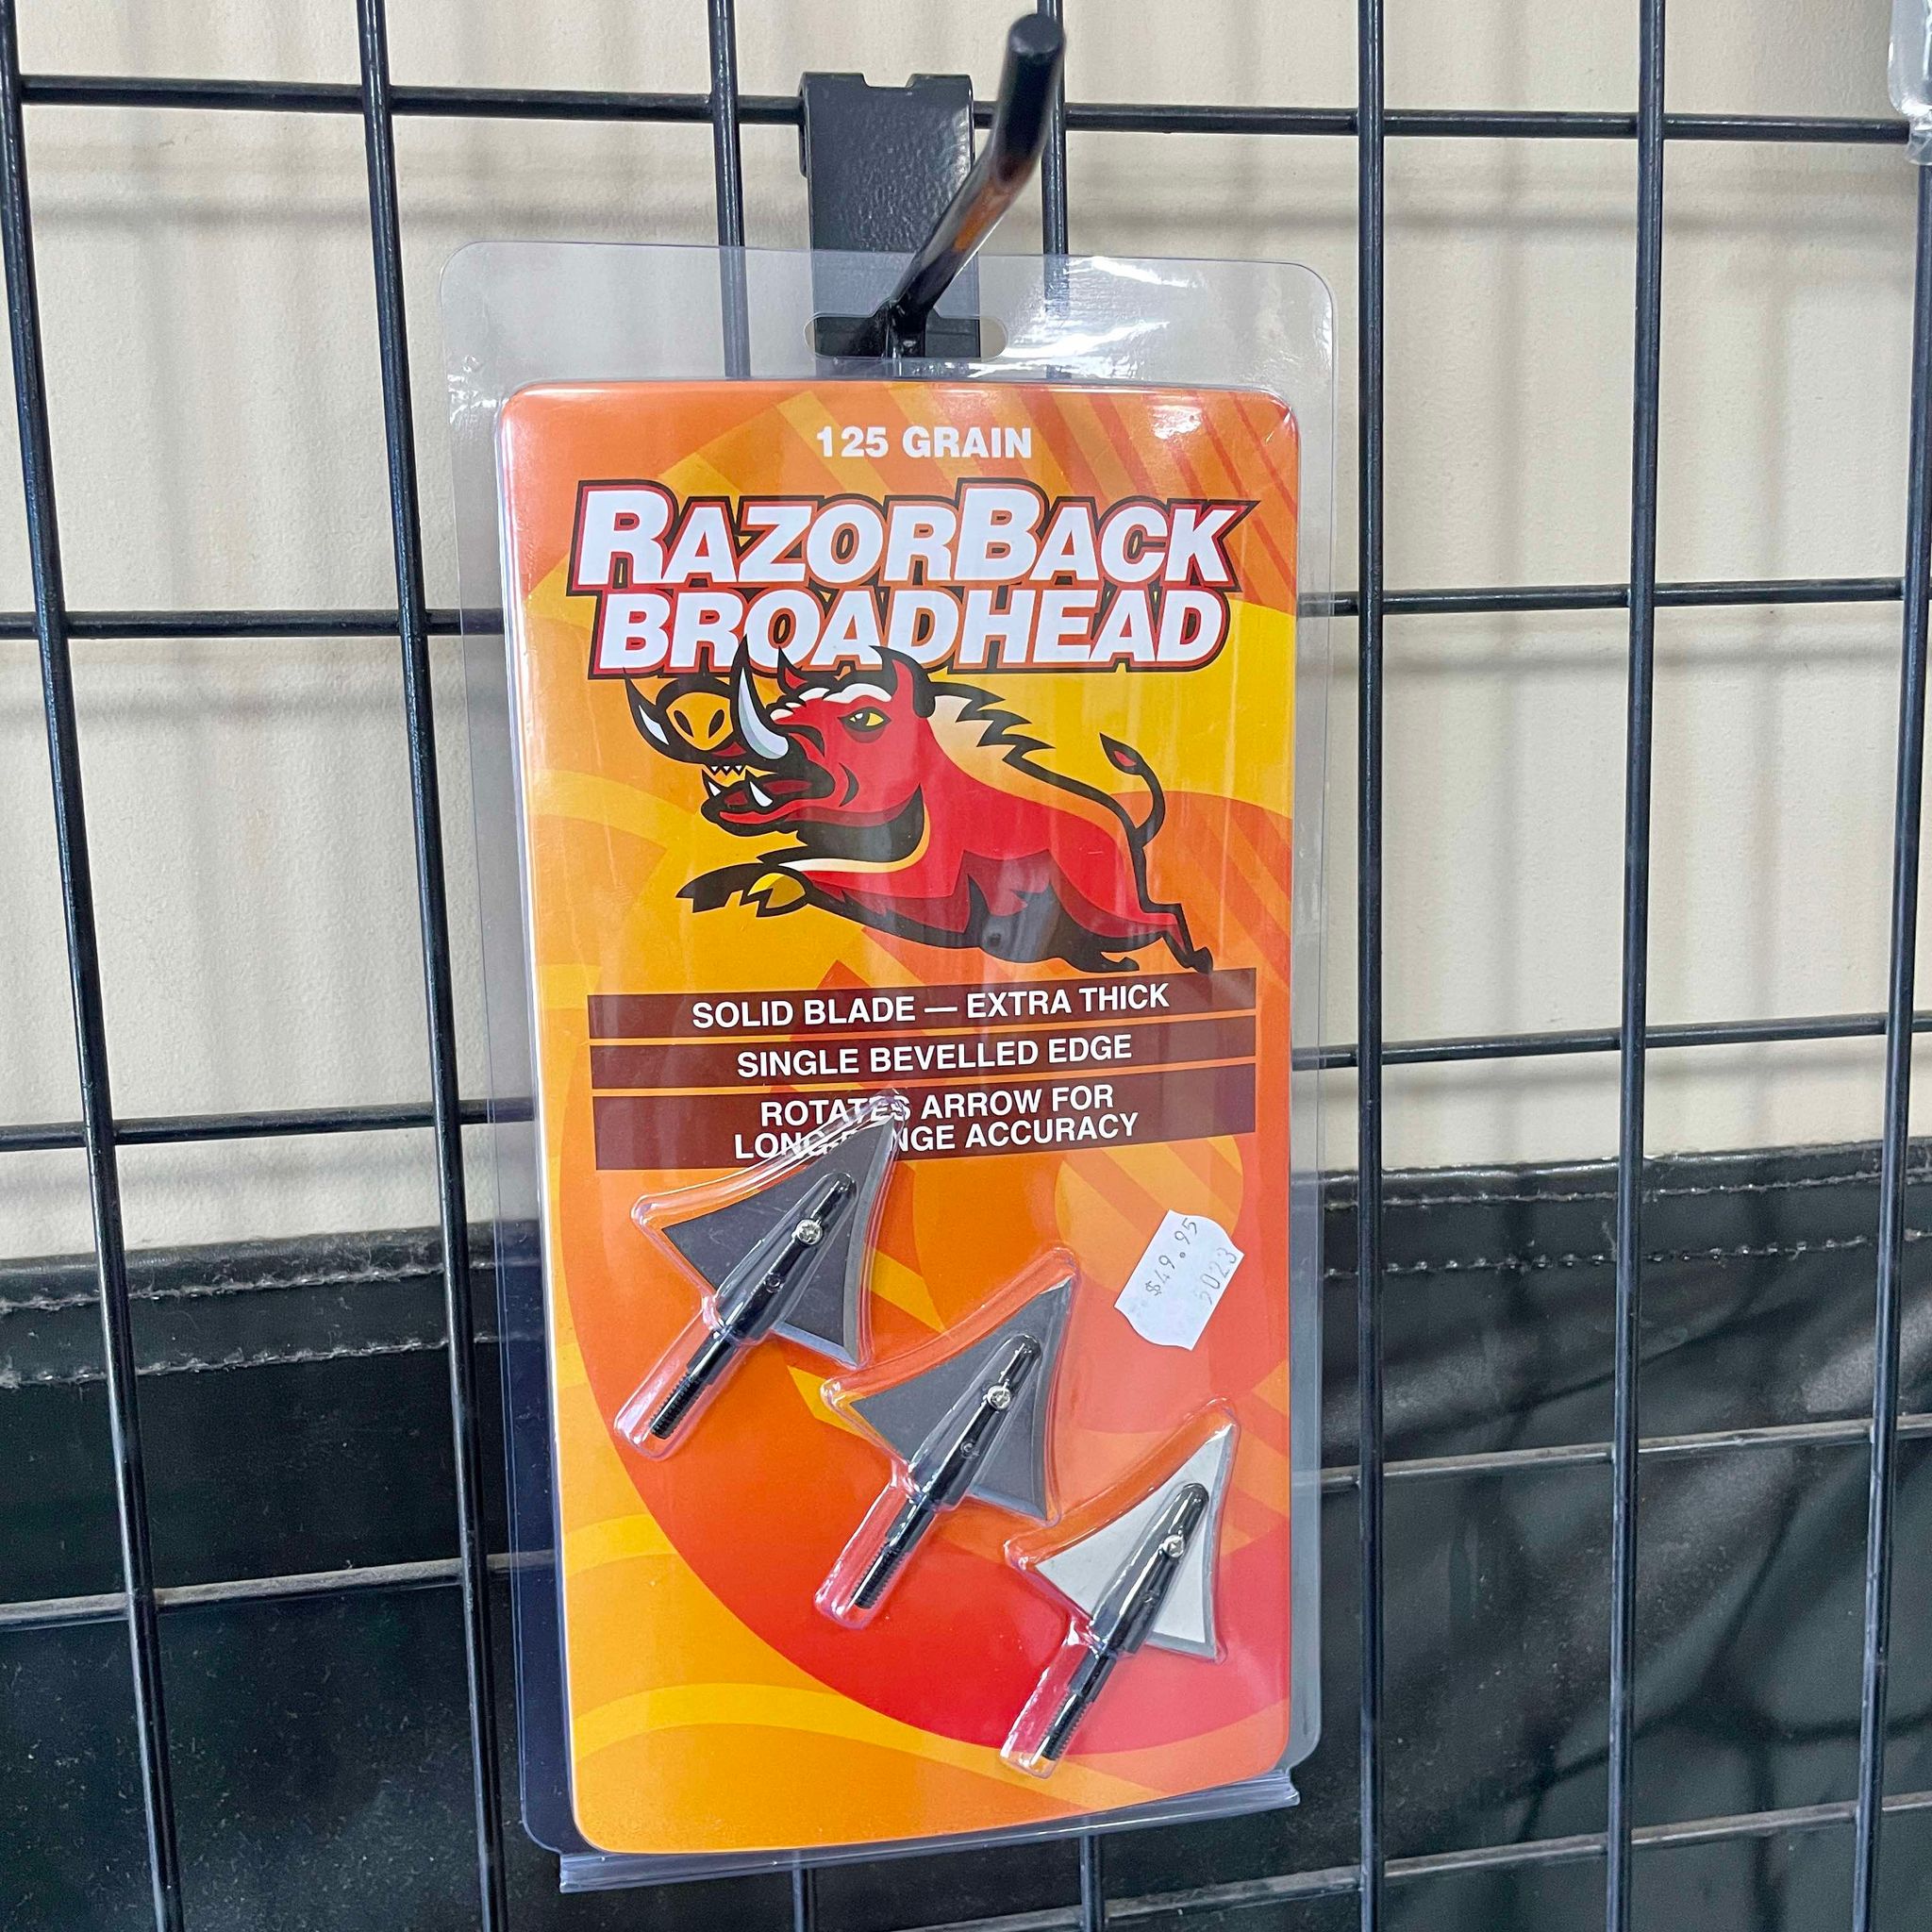 125 GRAIN
RAZORBACK
BROADHEAD
SOLID BLADE — EXTRA THICK
SINGLE BEVELLED EDGE
ROTATES ARROW FOR
LONG-RANGE ACCURACY
$49.95
5023